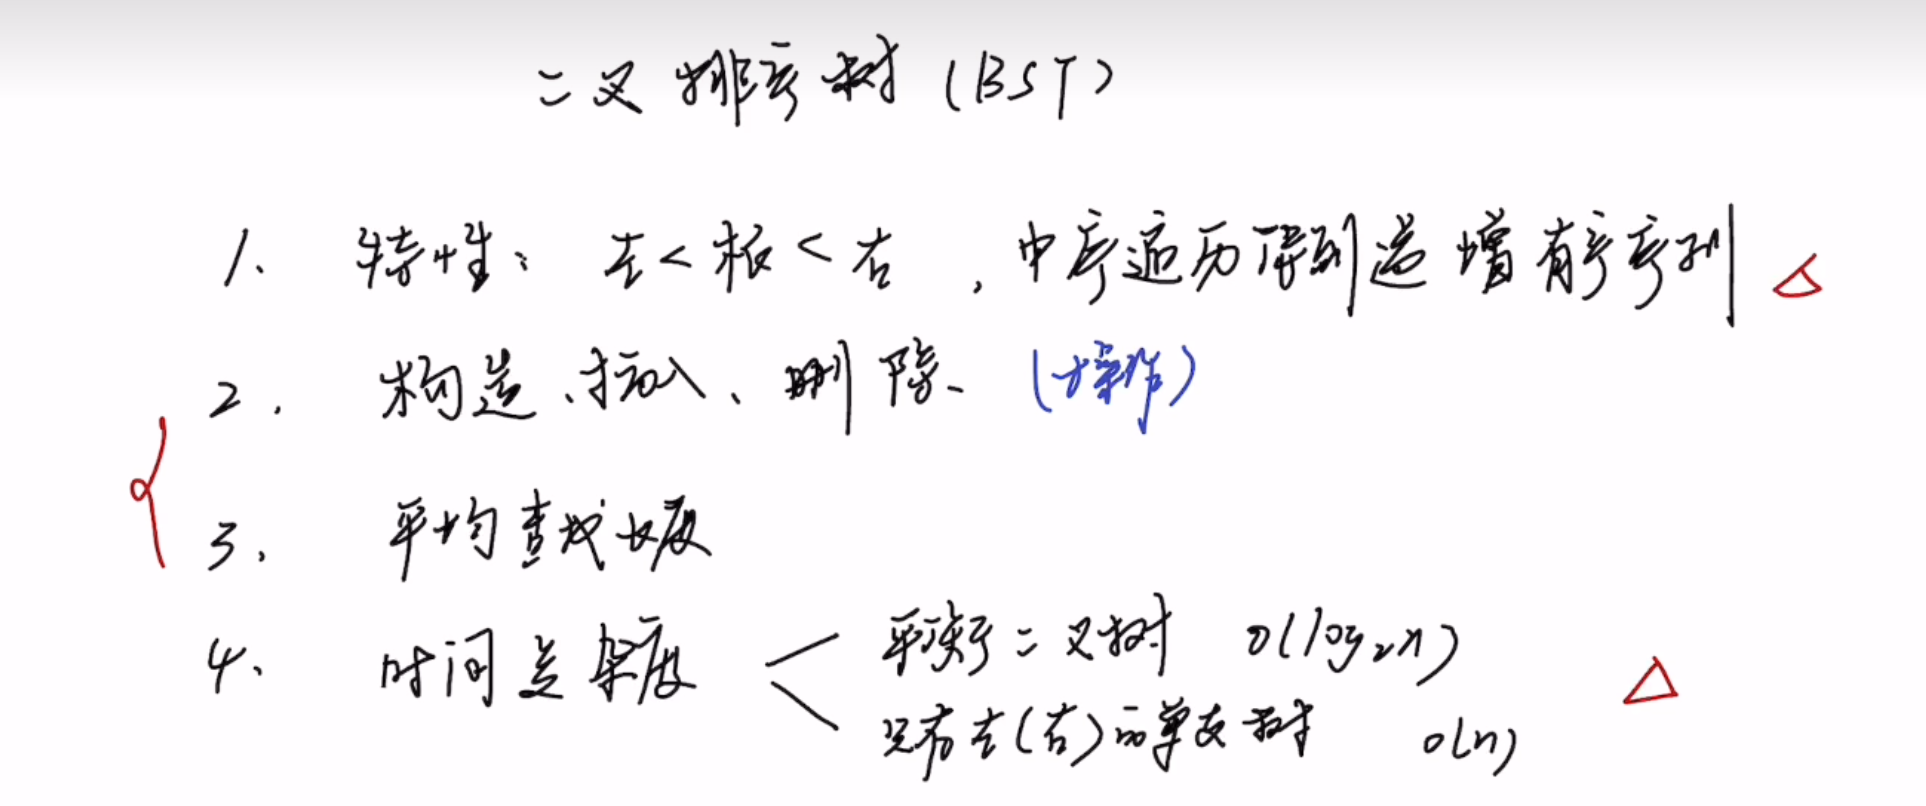 二叉排序树 (BST)
1. 特性: 左<根<右, 中序遍历得到递增有序序列
2. 构造、插入、删除、(操作)
3. 平均查找长度
4. 时间复杂度
平衡二叉树 O(log₂n)
只有左(右)的单支树 O(n)